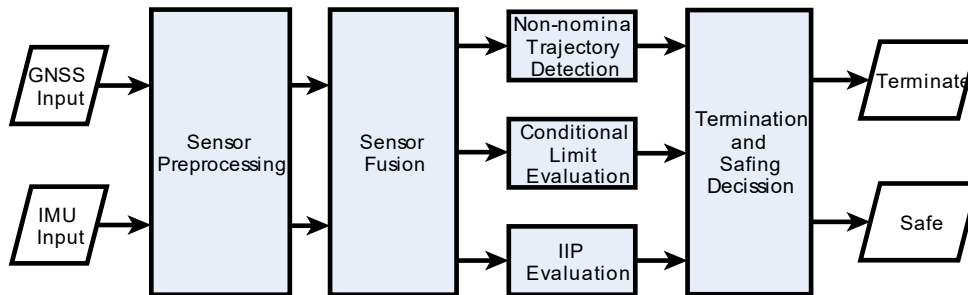 GNSS
Input
IMU
Input
Sensor
Preprocessing
Sensor
Fusion
Non-nomina
Trajectory
Detection
Conditional
Limit
Evaluation
IIP
Evaluation
Termination
and
Safing
Decission
Terminate
Safe